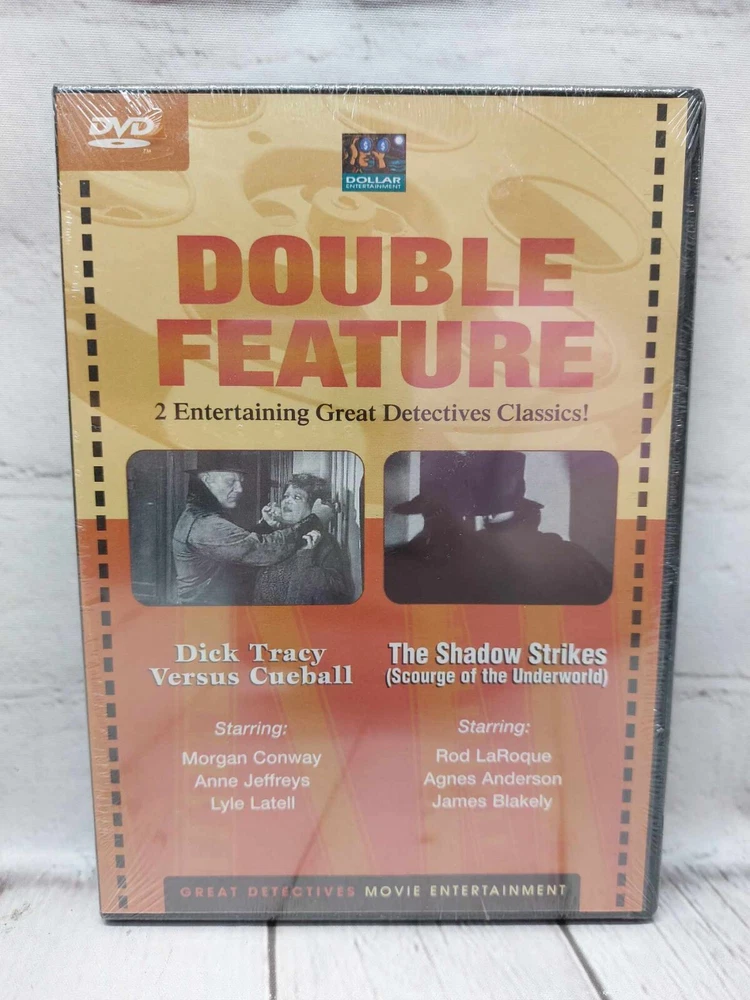 DVD
TM
DOLLAR
ENTERTAINMENT
DOUBLE
FEATURE
2 Entertaining Great Detectives Classics!
Dick Tracy
Versus Cueball
The Shadow Strikes
(Scourge of the Underworld)
Starring:
Morgan Conway
Anne Jeffreys
Lyle Latell
Starring:
Rod LaRoque
Agnes Anderson
James Blakely
GREAT DETECTIVES MOVIE ENTERTAINMENT